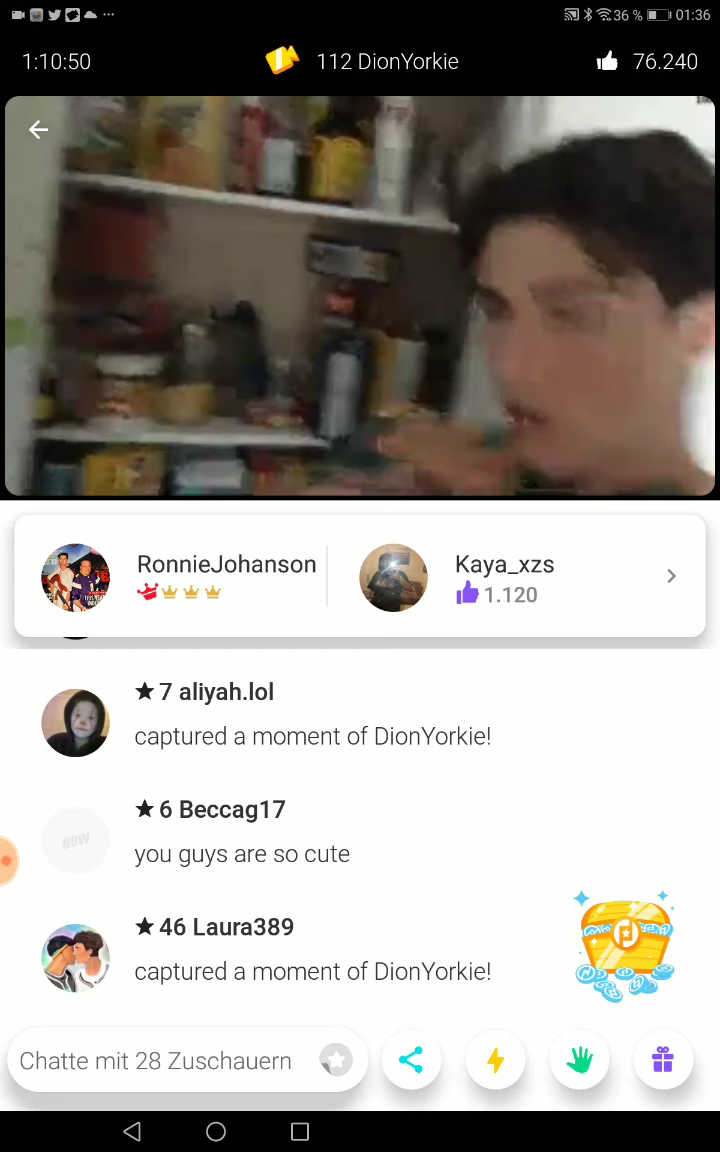 36 % 01:36
1:10:50 112 DionYorkie 76.240
RonnieJohanson Kaya_xzs
1.120
7 aliyah.lol
captured a moment of DionYorkie!
6 Beccag17
NOW
you guys are so cute
46 Laura389
captured a moment of DionYorkie!
Chatte mit 28 Zuschauern